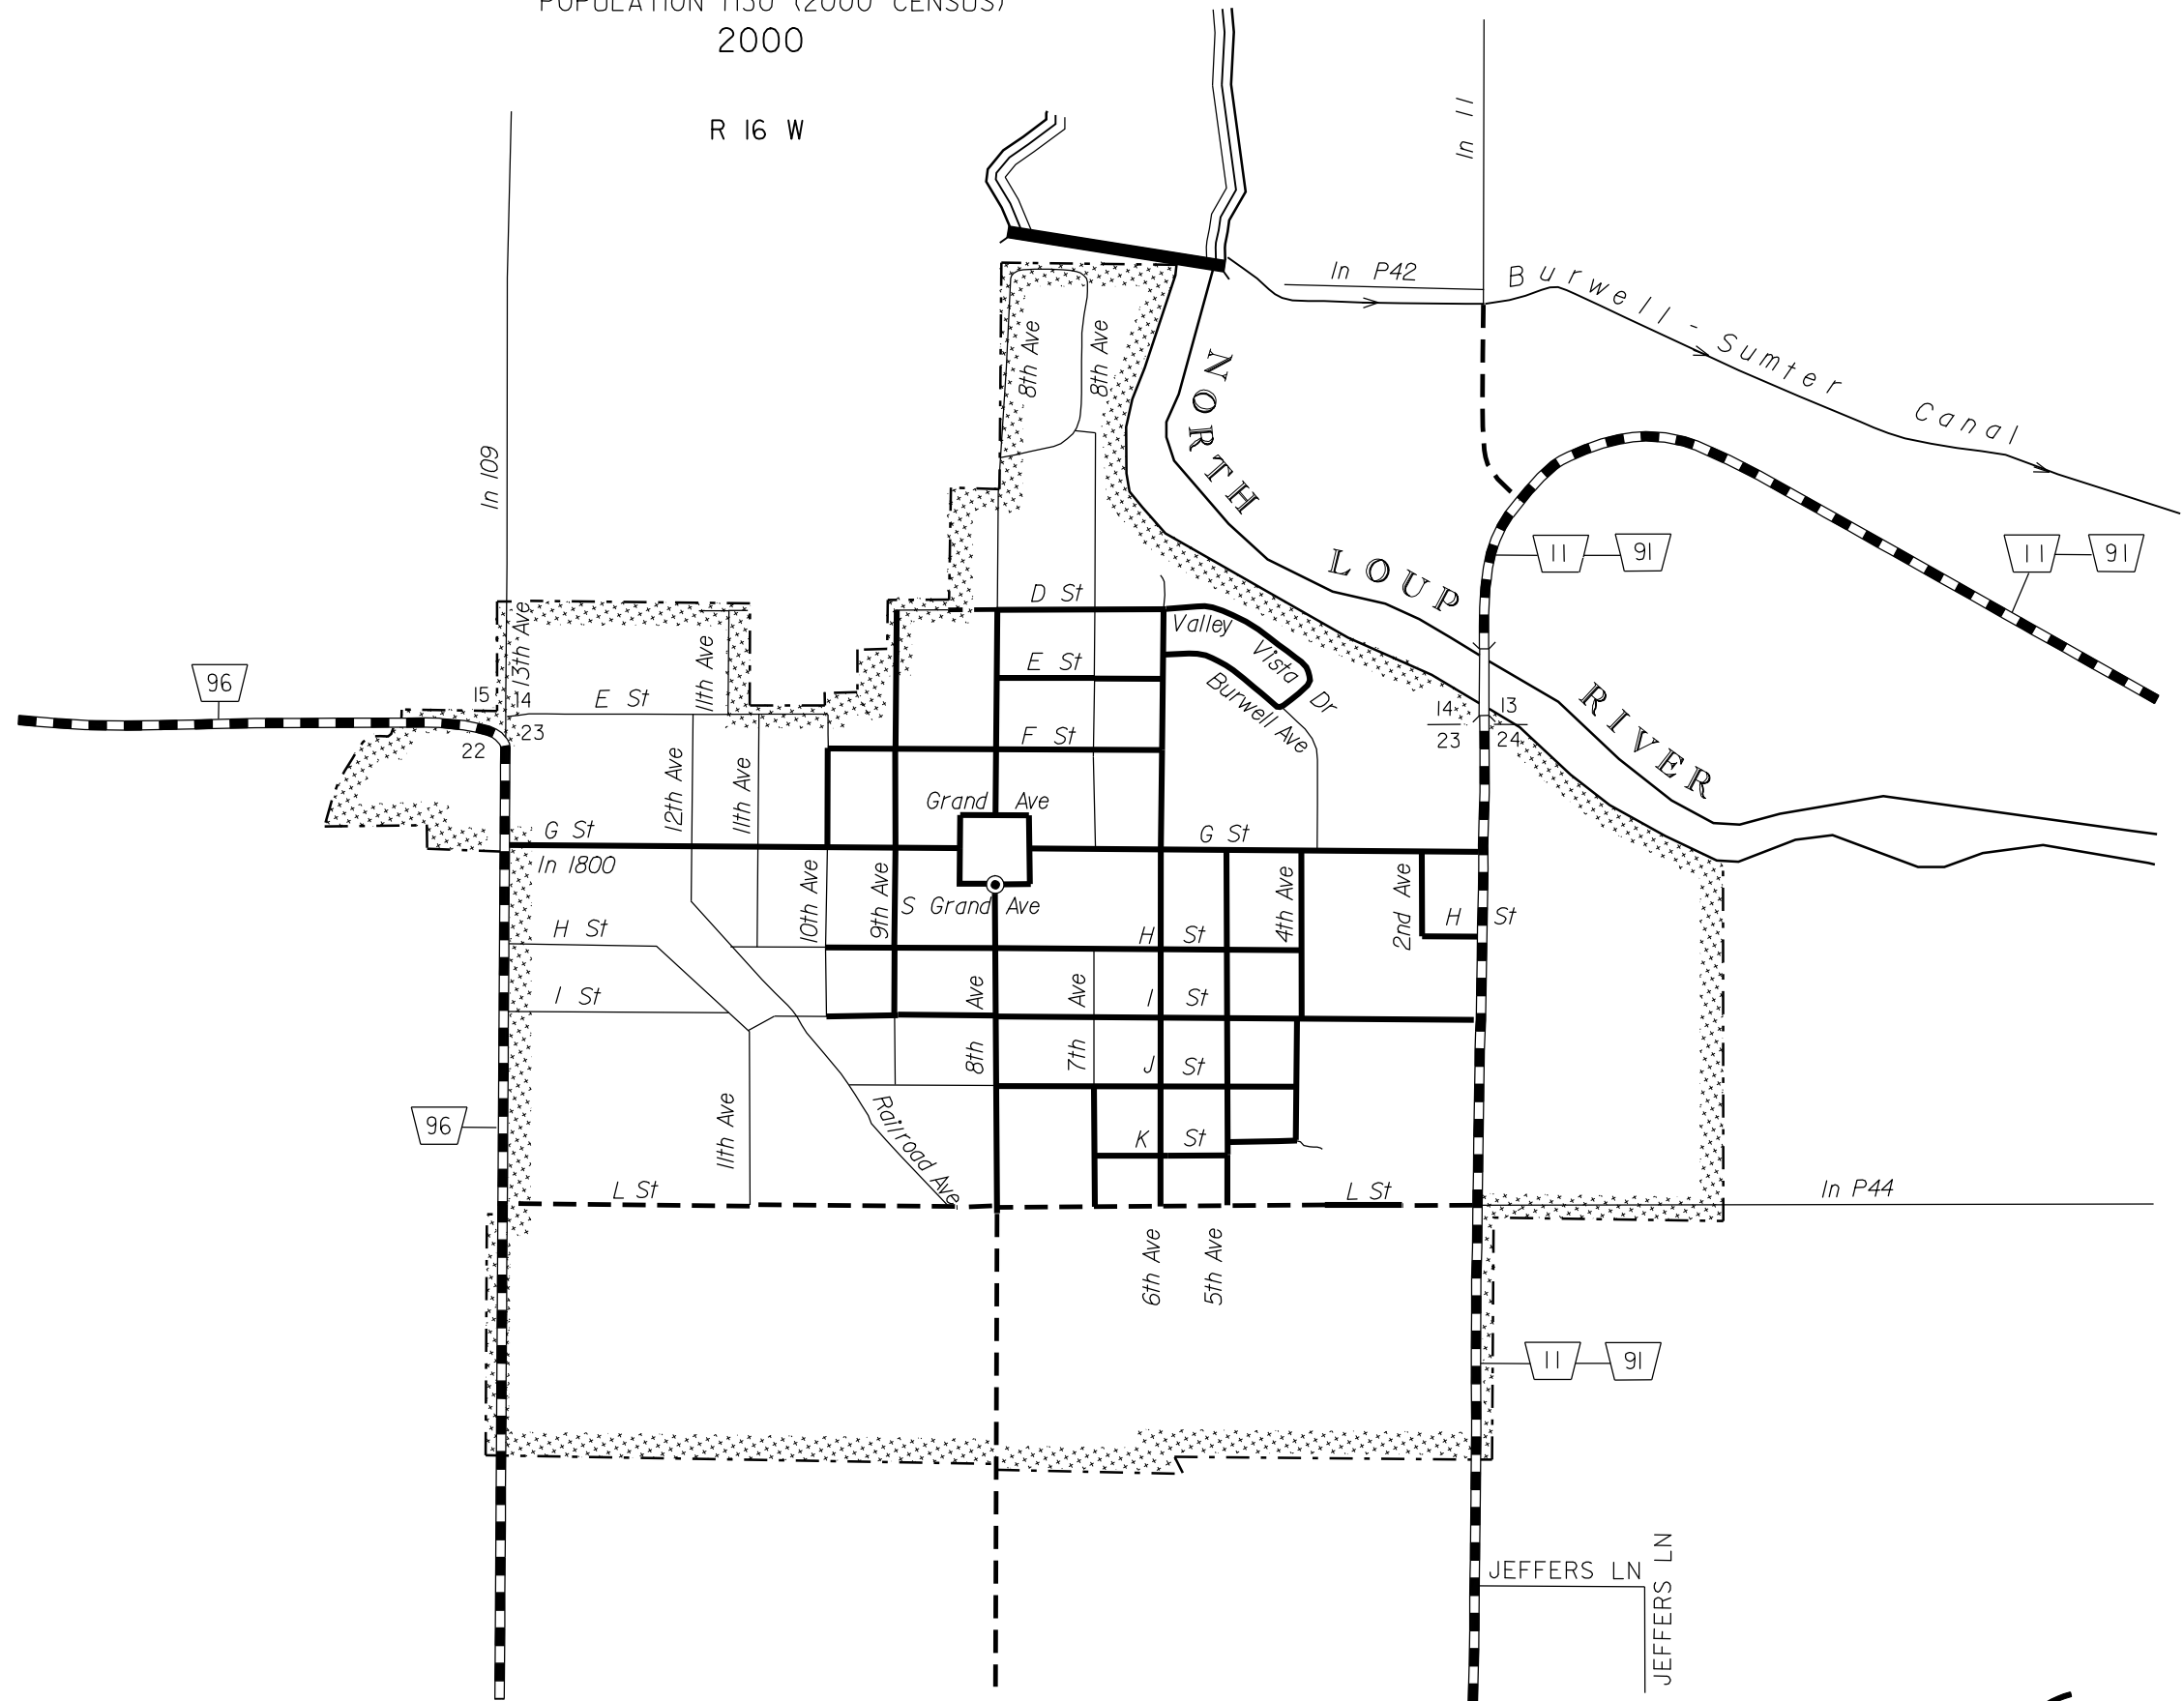 POPULATION 1130 (2000 CENSUS)
2000
R 16 W
In 11
In P42
Burwell - Sumter Canal
8th Ave
8th Ave
In 109
NORTH LOUP RIVER
11
91
11
91
D St
13th Ave
11th Ave
Valley Vista Dr
E St
Burwell Ave
96
15
14
E St
22
23
F St
14
13
23
24
12th Ave
11th Ave
Grand Ave
G St
G St
In 1800
10th Ave
9th Ave
S Grand Ave
4th Ave
2nd Ave
H St
H St
H St
I St
8th Ave
7th Ave
I St
J St
96
11th Ave
Railroad Ave
K St
L St
L St
In P44
6th Ave
5th Ave
11
91
JEFFERS LN
JEFFERS LN